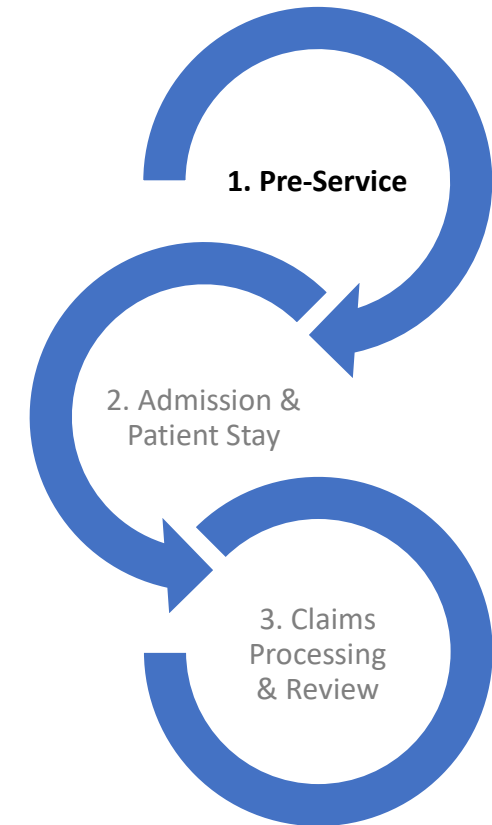 1. Pre-Service
2. Admission &
Patient Stay
3. Claims
Processing
& Review